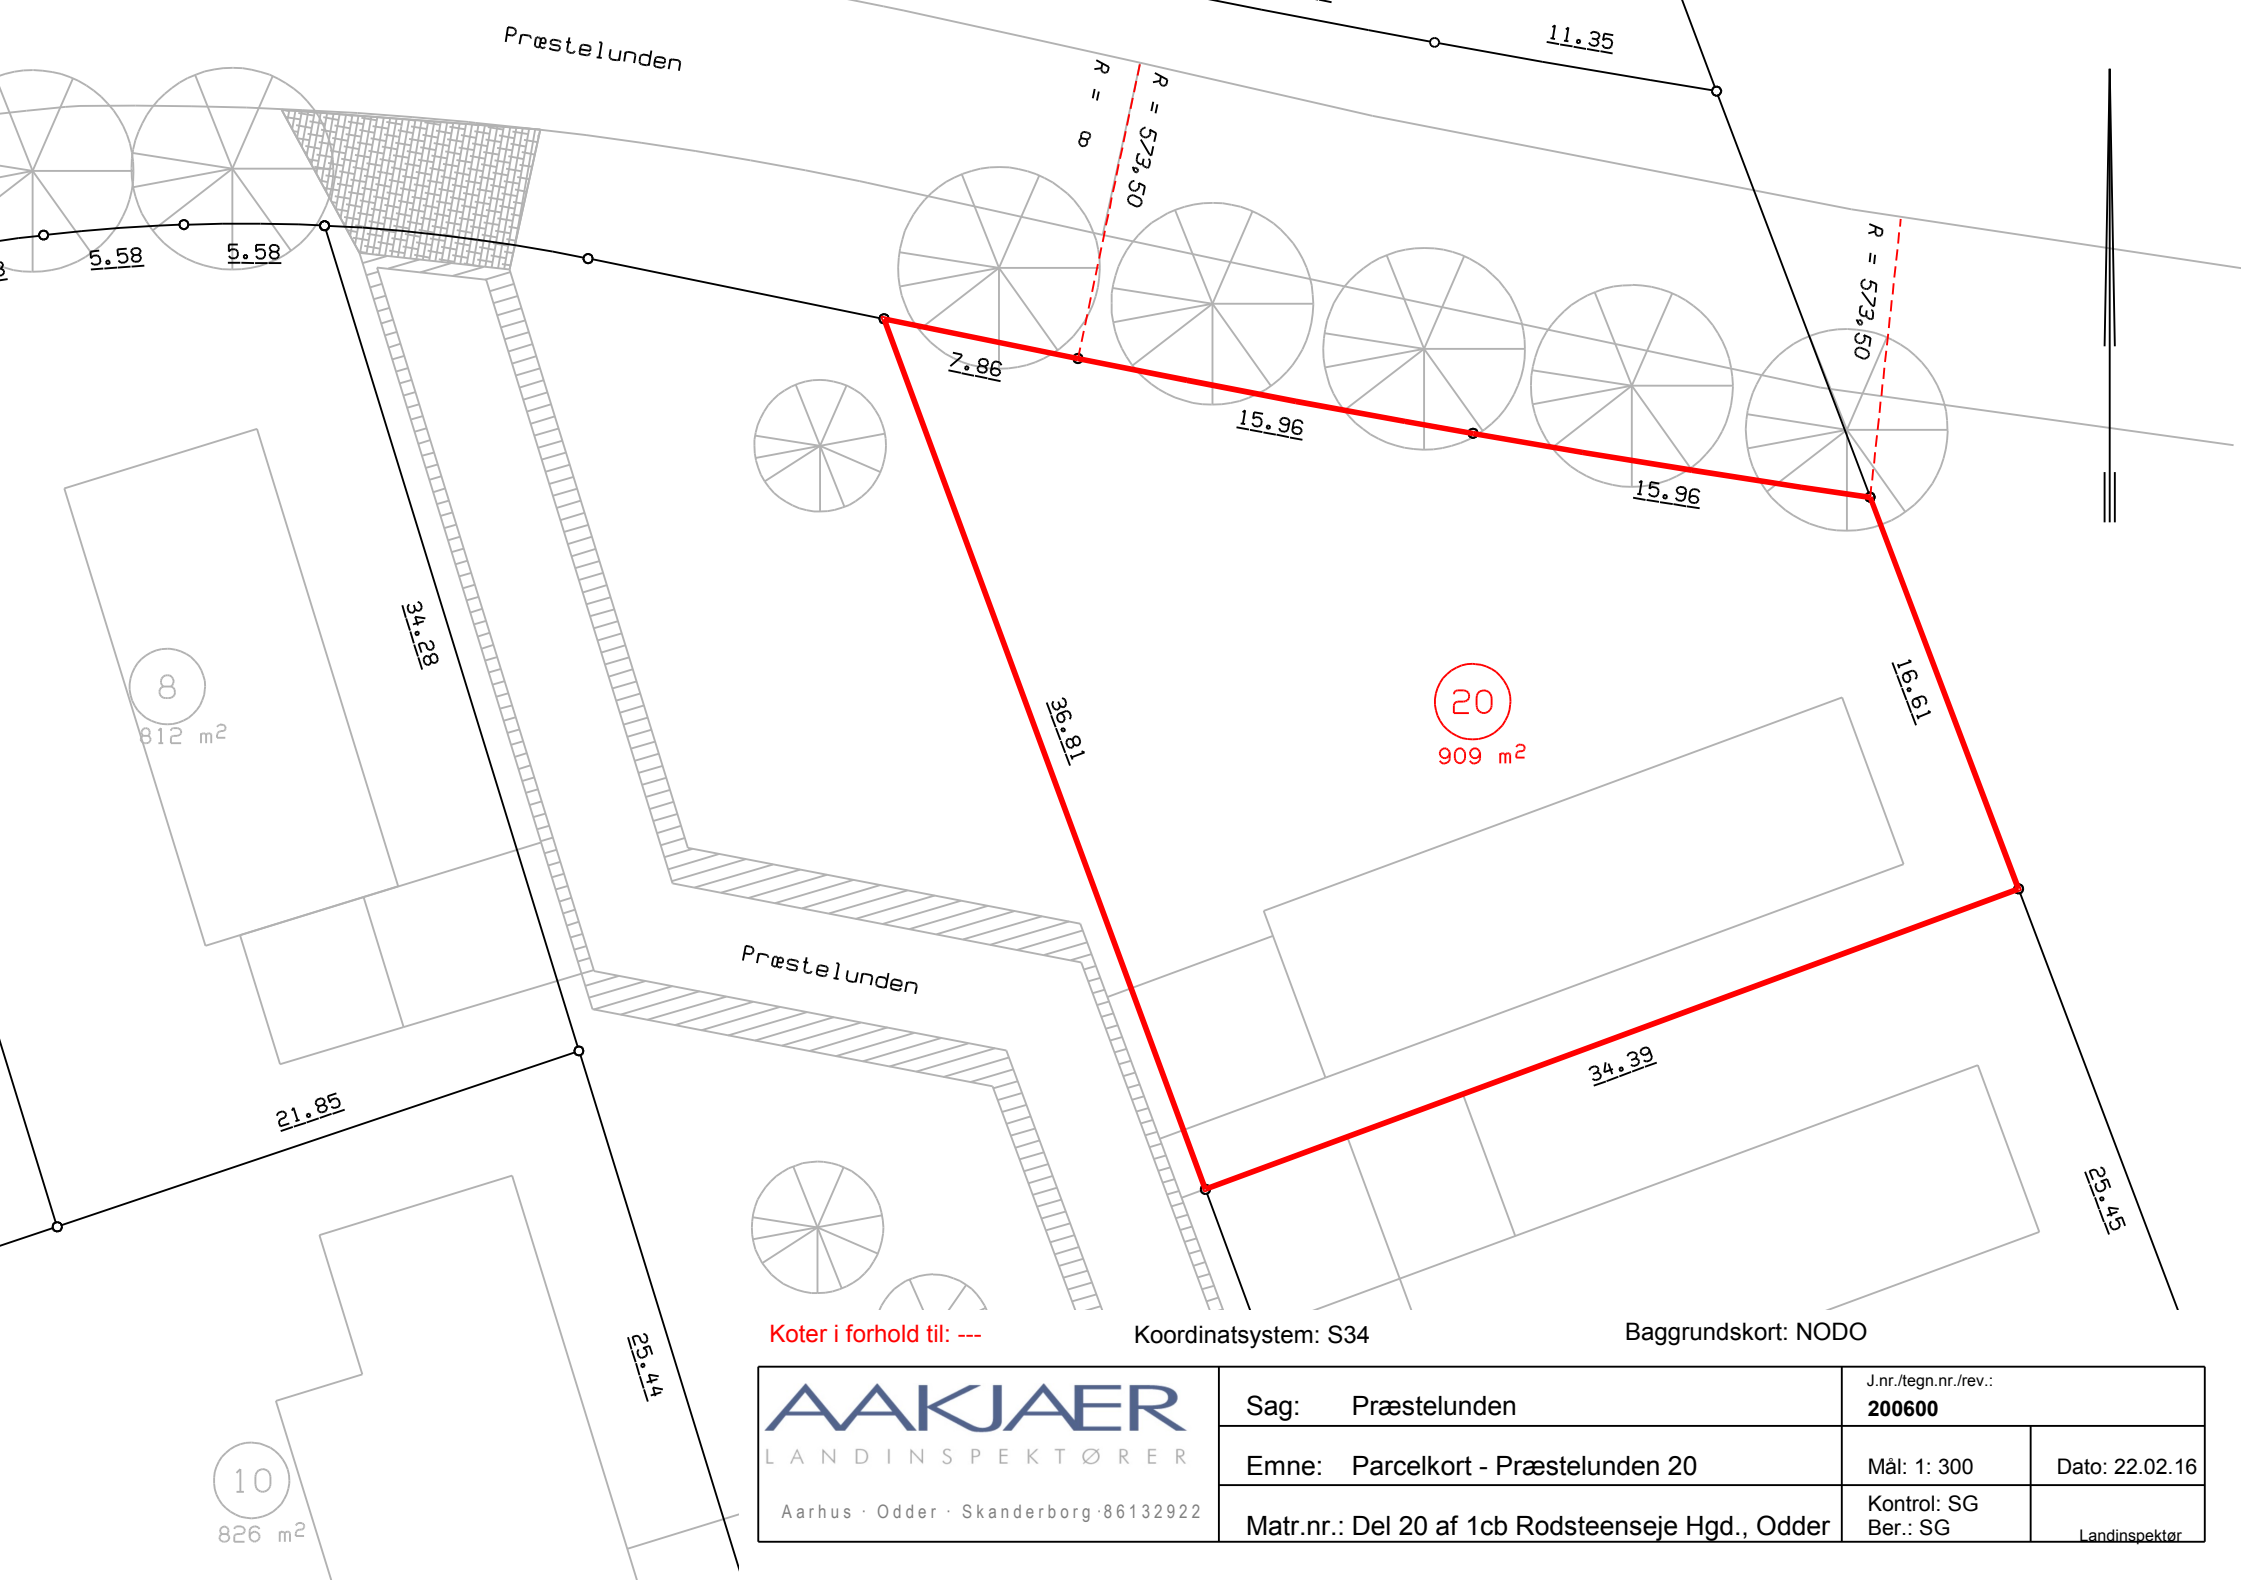 Præstelunden
11.35
R = ∞
R = 573,50
5.58
5.58
R = 573,50
7.86
15.96
15.96
34.28
8
812 m²
36.81
20
909 m²
16.61
Præstelunden
34.39
21.85
25.45
25.44
10
826 m²
Koter i forhold til: ---
Koordinatsystem: S34
Baggrundskort: NODO
AAKJAER
LANDINSPEKTØRER
Aarhus · Odder · Skanderborg ·86132922
Sag: Præstelunden
J.nr./tegn.nr./rev.:
200600
Emne: Parcelkort - Præstelunden 20
Mål: 1: 300
Dato: 22.02.16
Matr.nr.: Del 20 af 1cb Rodsteenseje Hgd., Odder
Kontrol: SG
Ber.: SG
Landinspektør